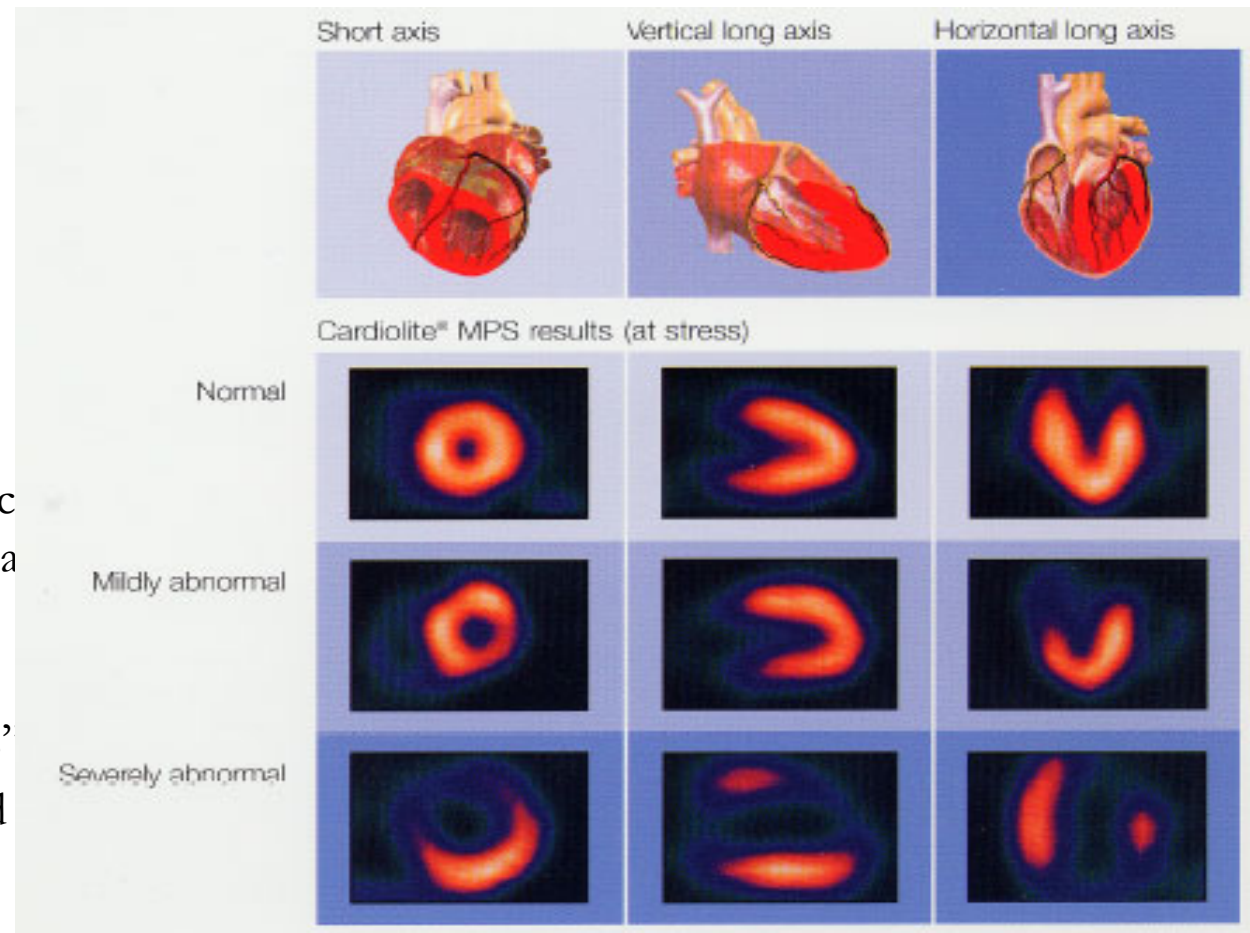 Short axis Vertical long axis Horizontal long axis
Cardiolite® MPS results (at stress)
Normal
c
a
Mildly abnormal
,
Severely abnormal
d